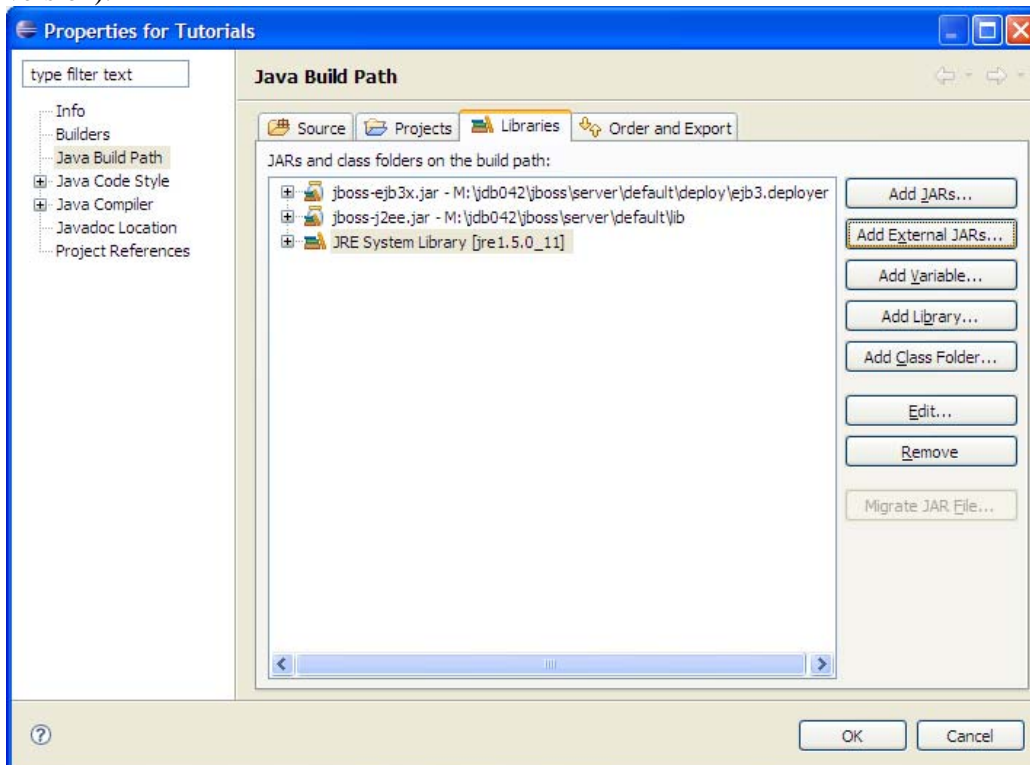 Properties for Tutorials
type filter text
Java Build Path
Info
Builders
Java Build Path
Java Code Style
Java Compiler
Javadoc Location
Project References
Source
Projects
Libraries
Order and Export
JARs and class folders on the build path:
jboss-ejb3x.jar - M:\jdb042\jboss\server\default\deploy\ejb3.deployer
jboss-j2ee.jar - M:\jdb042\jboss\server\default\lib
JRE System Library [jre1.5.0_11]
Add JARs...
Add External JARs...
Add Variable...
Add Library...
Add Class Folder...
Edit...
Remove
Migrate JAR File...
OK
Cancel